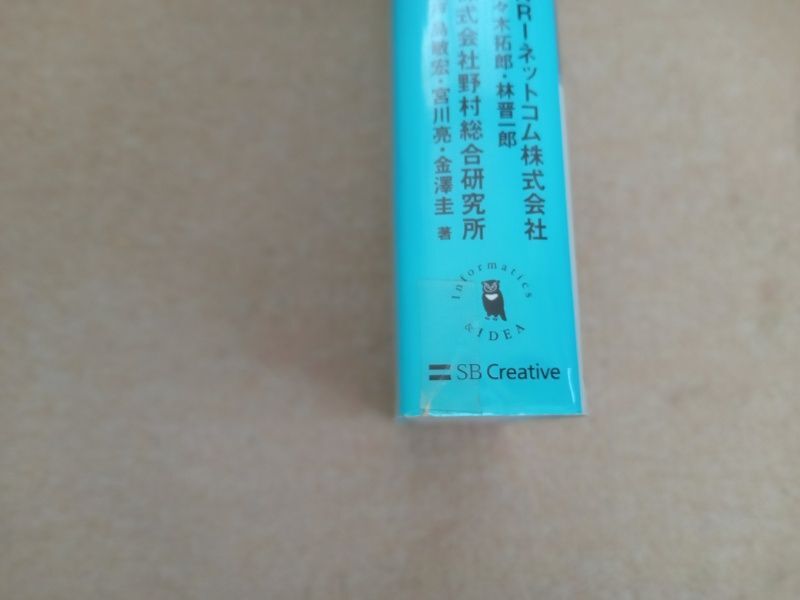 RーネットコΜ株式会社
々木拓郎・林晋一郎
式会社野村総合研究所
島敏宏・宮川亮・金澤圭 著
Informatics
& IDEA
SB Creative